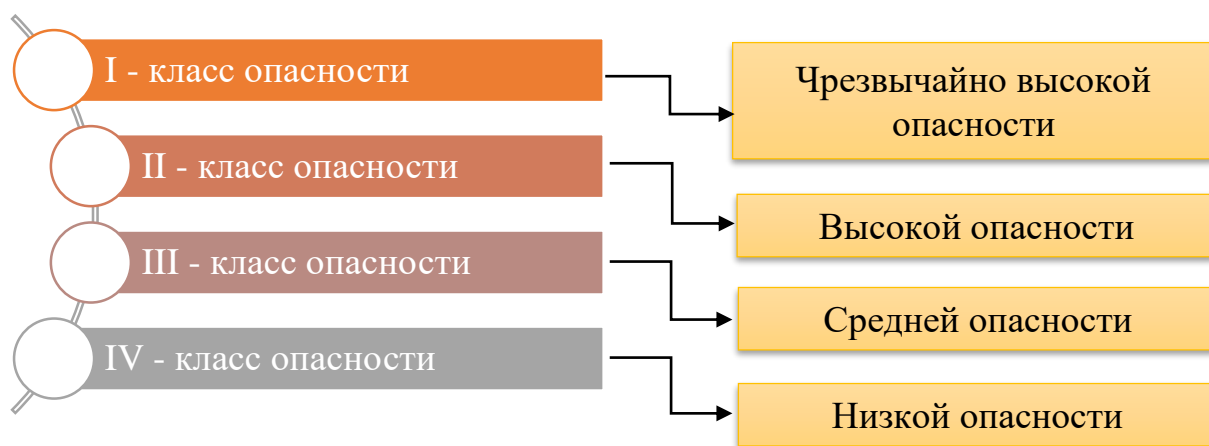 I - класс опасности
Чрезвычайно высокой
опасности
II - класс опасности
Высокой опасности
III - класс опасности
Средней опасности
IV - класс опасности
Низкой опасности